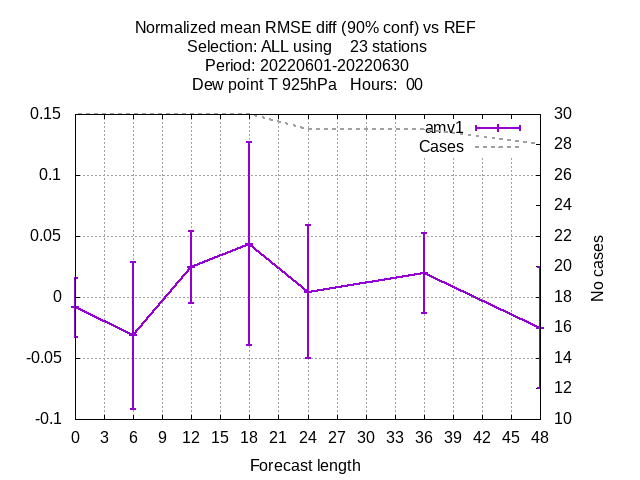 Normalized mean RMSE diff (90% conf) vs REF
Selection: ALL using    23 stations
Period: 20220601-20220630
Dew point T 925hPa   Hours:  00
amv1
Cases
0.15
0.1
0.05
0
-0.05
-0.1
30
28
26
24
22
20
18
16
14
12
10
No cases
0 3 6 9 12 15 18 21 24 27 30 33 36 39 42 45 48
Forecast length